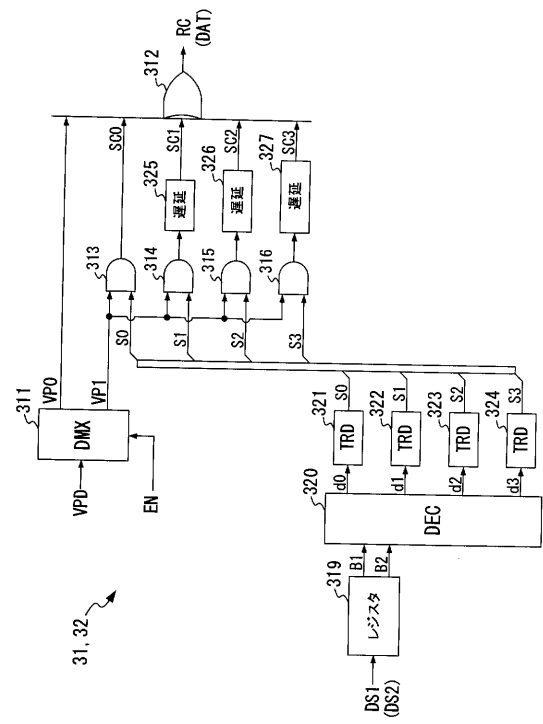 31, 32
VPD
EN
311
DMX
VP0
VP1
313
314
315
316
S0
S1
S2
S3
325
遅延
326
遅延
327
遅延
SC0
SC1
SC2
SC3
312
RC
(DAT)
DS1
(DS2)
319
レジスタ
B1
B2
320
DEC
d0
d1
d2
d3
321
TRD
322
TRD
323
TRD
324
TRD
S0
S1
S2
S3